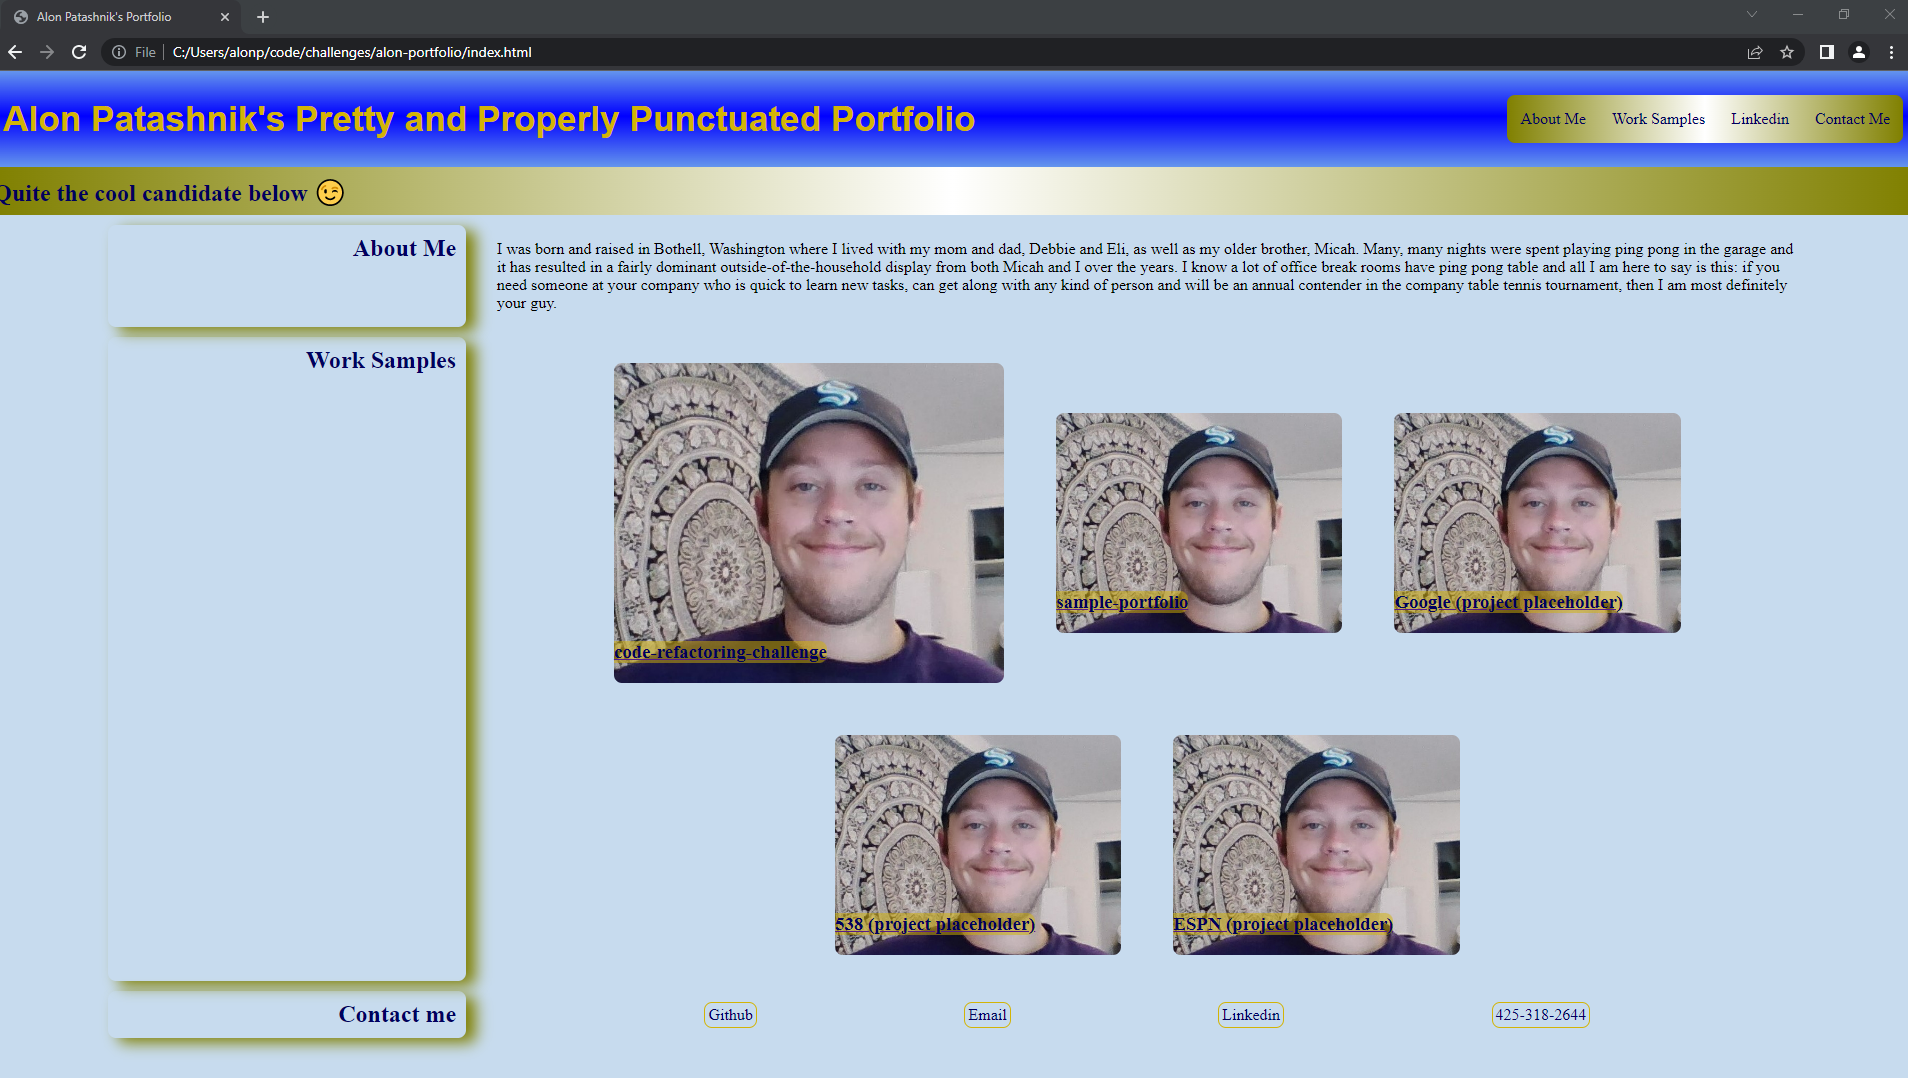 Alon Patashnik's Portfolio
File
C:/Users/alonp/code/challenges/alon-portfolio/index.html
Alon Patashnik's Pretty and Properly Punctuated Portfolio
About Me Work Samples Linkedin Contact Me
Quite the cool candidate below 😉
About Me
I was born and raised in Bothell, Washington where I lived with my mom and dad, Debbie and Eli, as well as my older brother, Micah. Many, many nights were spent playing ping pong in the garage and
it has resulted in a fairly dominant outside-of-the-household display from both Micah and I over the years. I know a lot of office break rooms have ping pong table and all I am here to say is this: if you
need someone at your company who is quick to learn new tasks, can get along with any kind of person and will be an annual contender in the company table tennis tournament, then I am most definitely
your guy.
Work Samples
code-refactoring-challenge
sample-portfolio
Google (project placeholder)
538 (project placeholder)
ESPN (project placeholder)
Contact me
Github
Email
Linkedin
425-318-2644